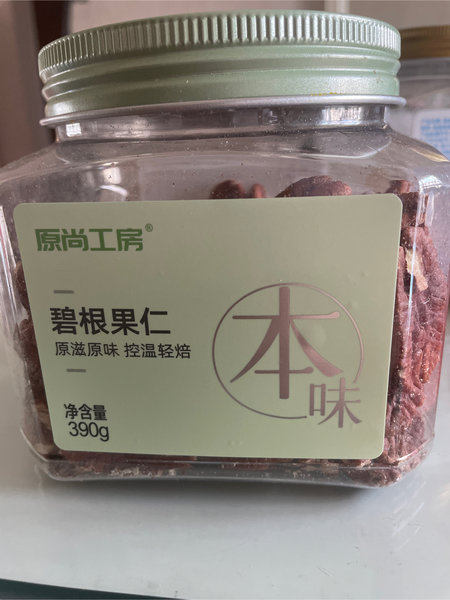 原尚工房®
碧根果仁
原滋原味 控温轻焙
净含量
390g
本味